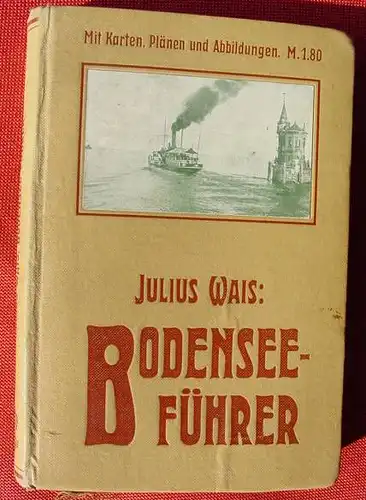 Mit Karten, Plänen und Abbildungen. M.1.80
JULIUS WAIS:
BODENSEE-
FÜHRER